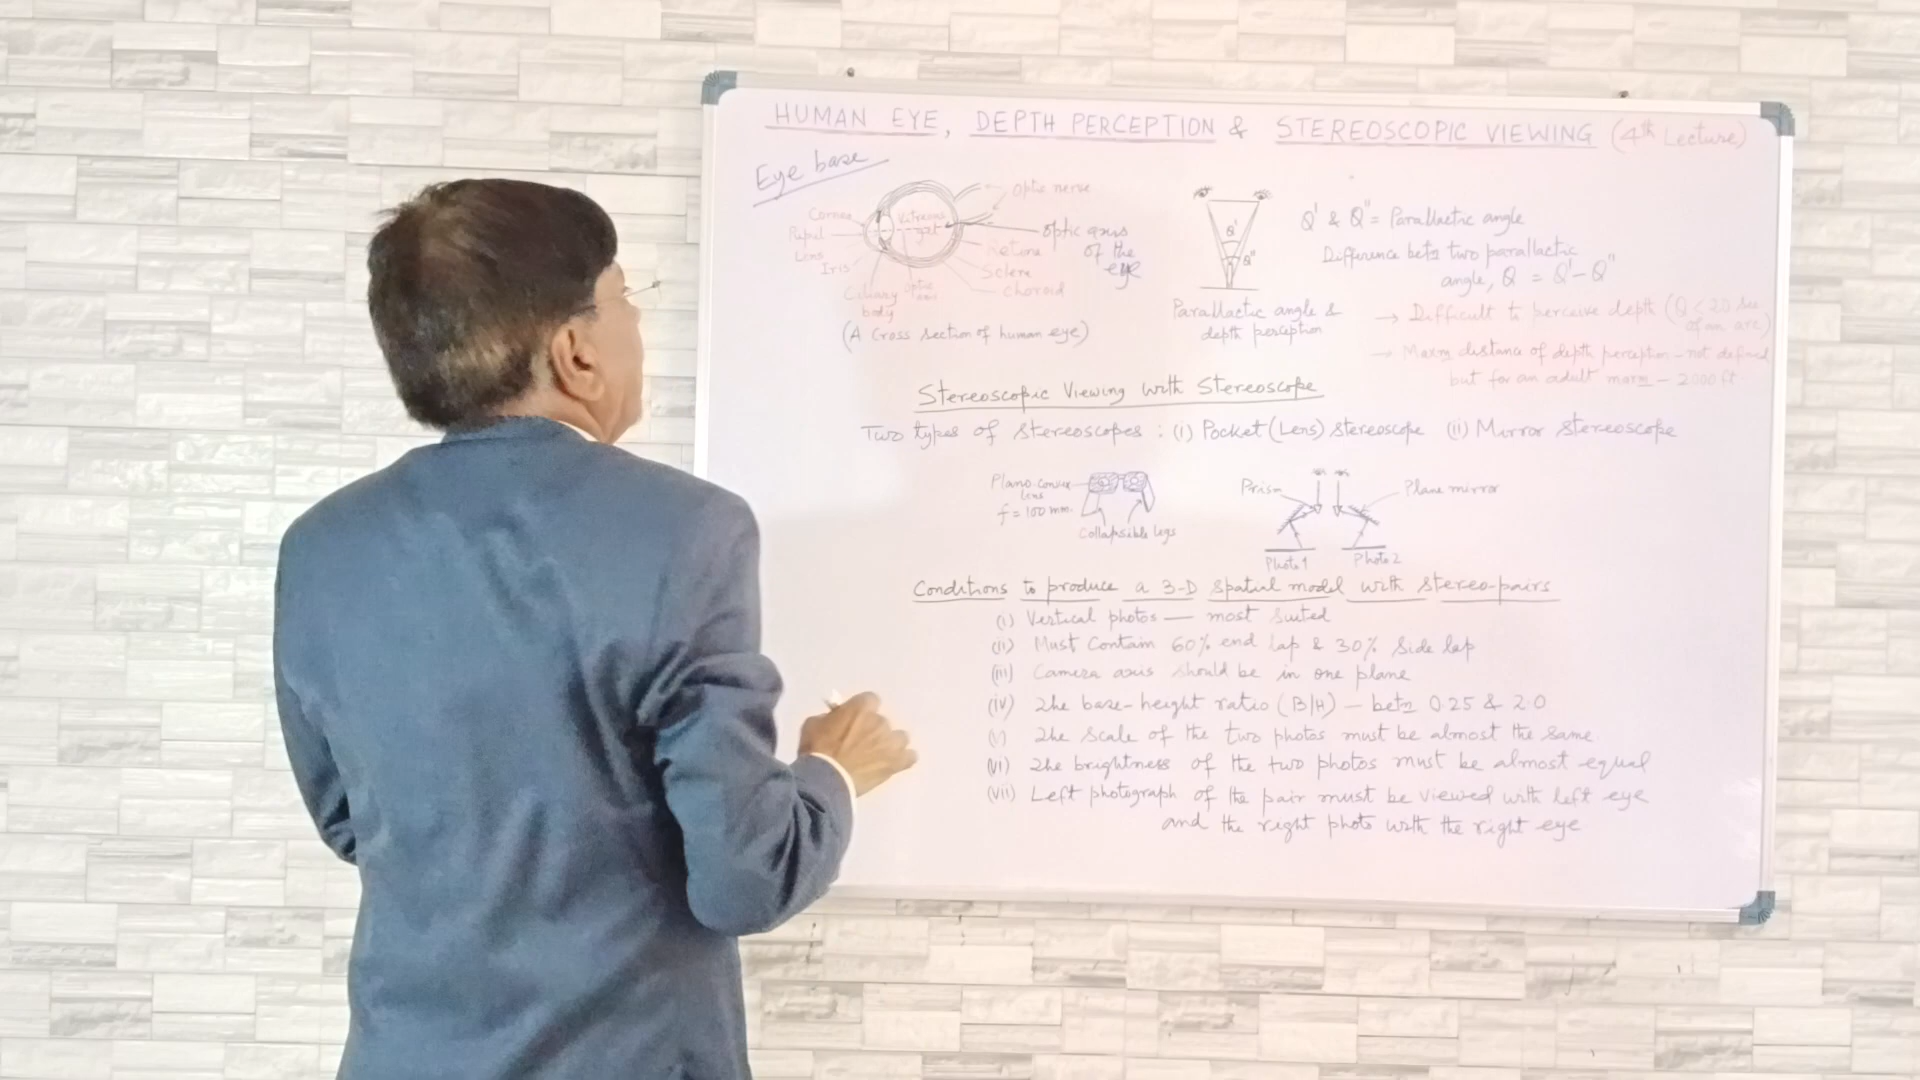 HUMAN EYE, DEPTH PERCEPTION & STEREOSCOPIC VIEWING (4th Lecture)
Eye base
Cornea
Pupil
Lens
Iris
Ciliary body
optic axis
Vitreous
optic nerve
optic axis of the eye
Retina
Sclera
Choroid
(A Cross section of human eye)
Q'
Q"
Parallactic angle &
depth perception
Q' & Q" = Parallactic angle
Difference betn two parallactic
angle, Q = Q' - Q"
→ Difficult to perceive depth (Q < 20 sec
of an arc)
→ Maxm distance of depth perception - not defined
but for an adult maxm - 2000 ft
Stereoscopic Viewing with Stereoscope
Two types of stereoscopes : (i) Pocket (Lens) stereoscope (ii) Mirror stereoscope
Plano-convex
lens
f = 100 mm.
Collapsible legs
Prism
Plane mirror
Photo 1
Photo 2
Conditions to produce a 3-D spatial model with stereo-pairs
(i) Vertical photos — most suited
(ii) Must Contain 60% end lap & 30% side lap
(iii) Camera axis should be in one plane
(iv) The base-height ratio (B/H) - betn 0.25 & 2.0
(v) The scale of the two photos must be almost the same
(vi) The brightness of the two photos must be almost equal
(vii) Left photograph of the pair must be viewed with left eye
and the right photo with the right eye